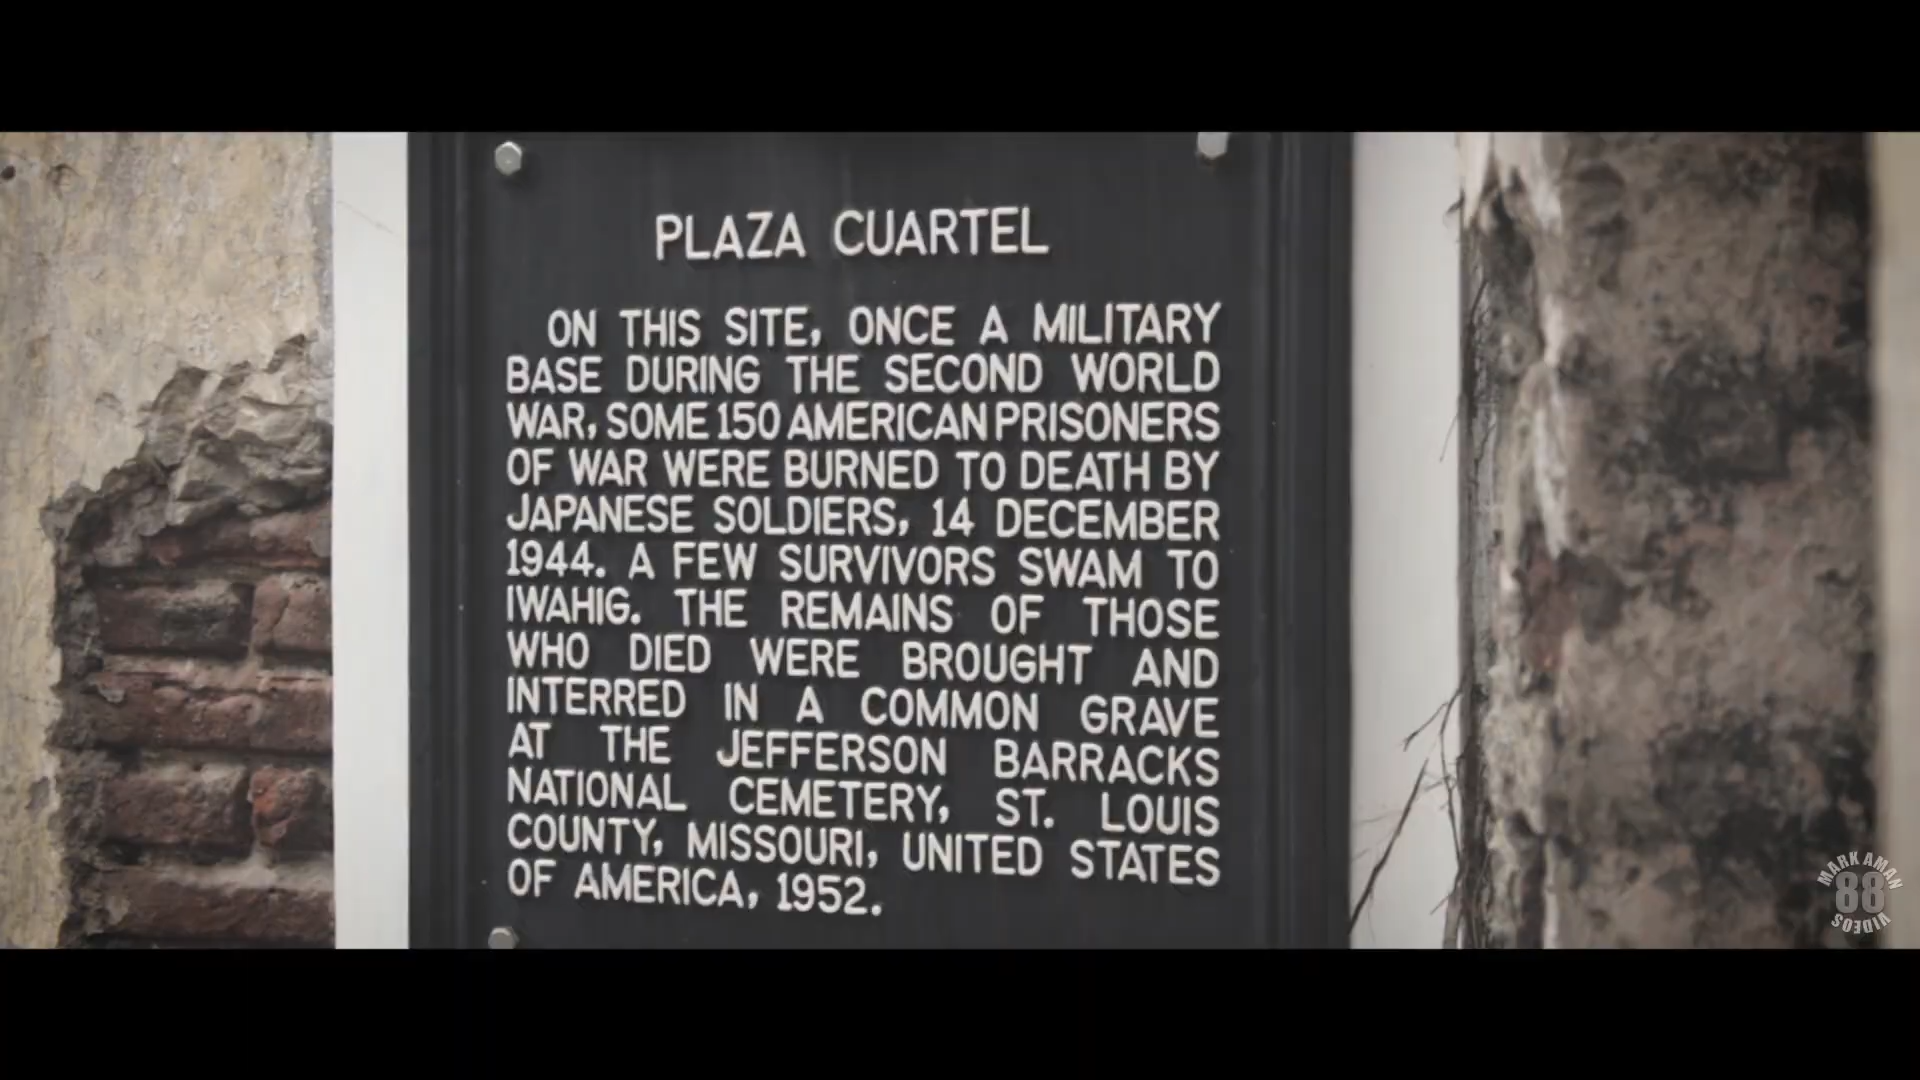 PLAZA CUARTEL
ON THIS SITE, ONCE A MILITARY
BASE DURING THE SECOND WORLD
WAR, SOME 150 AMERICAN PRISONERS
OF WAR WERE BURNED TO DEATH BY
JAPANESE SOLDIERS, 14 DECEMBER
1944. A FEW SURVIVORS SWAM TO
IWAHIG. THE REMAINS OF THOSE
WHO DIED WERE BROUGHT AND
INTERRED IN A COMMON GRAVE
AT THE JEFFERSON BARRACKS
NATIONAL CEMETERY, ST. LOUIS
COUNTY, MISSOURI, UNITED STATES
OF AMERICA, 1952.
MARK AMAN
88
VIDEOS